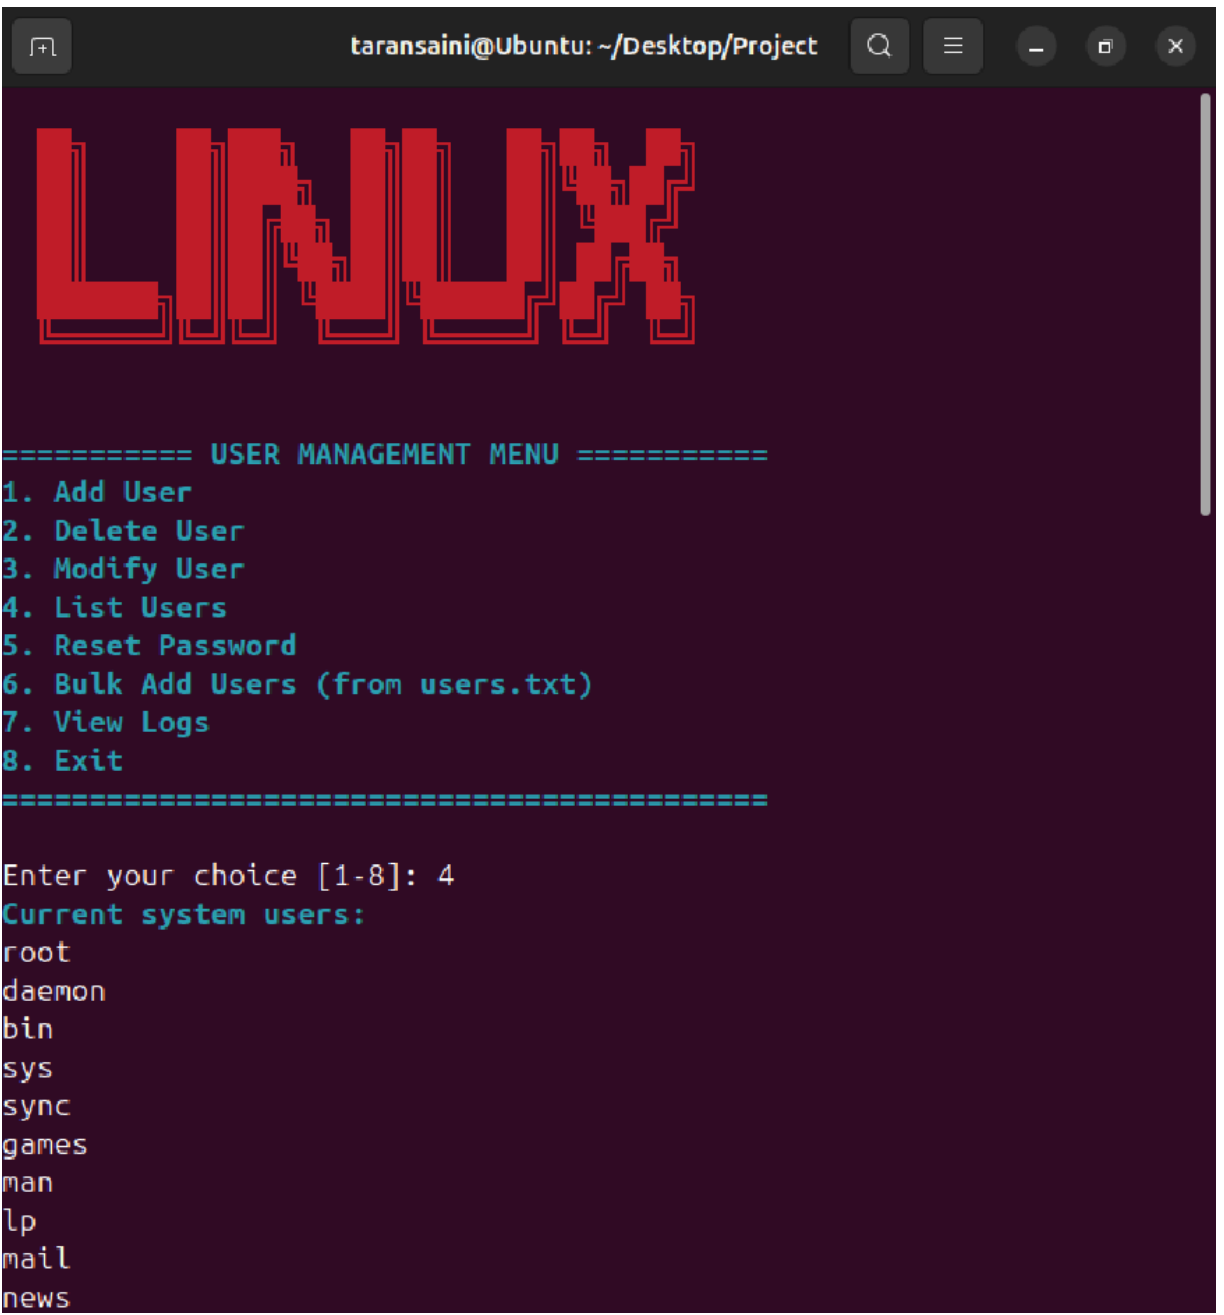 taransaini@Ubuntu: ~/Desktop/Project
LINUX
=========== USER MANAGEMENT MENU ===========
1. Add User
2. Delete User
3. Modify User
4. List Users
5. Reset Password
6. Bulk Add Users (from users.txt)
7. View Logs
8. Exit
============================================
Enter your choice [1-8]: 4
Current system users:
root
daemon
bin
sys
sync
games
man
lp
mail
news